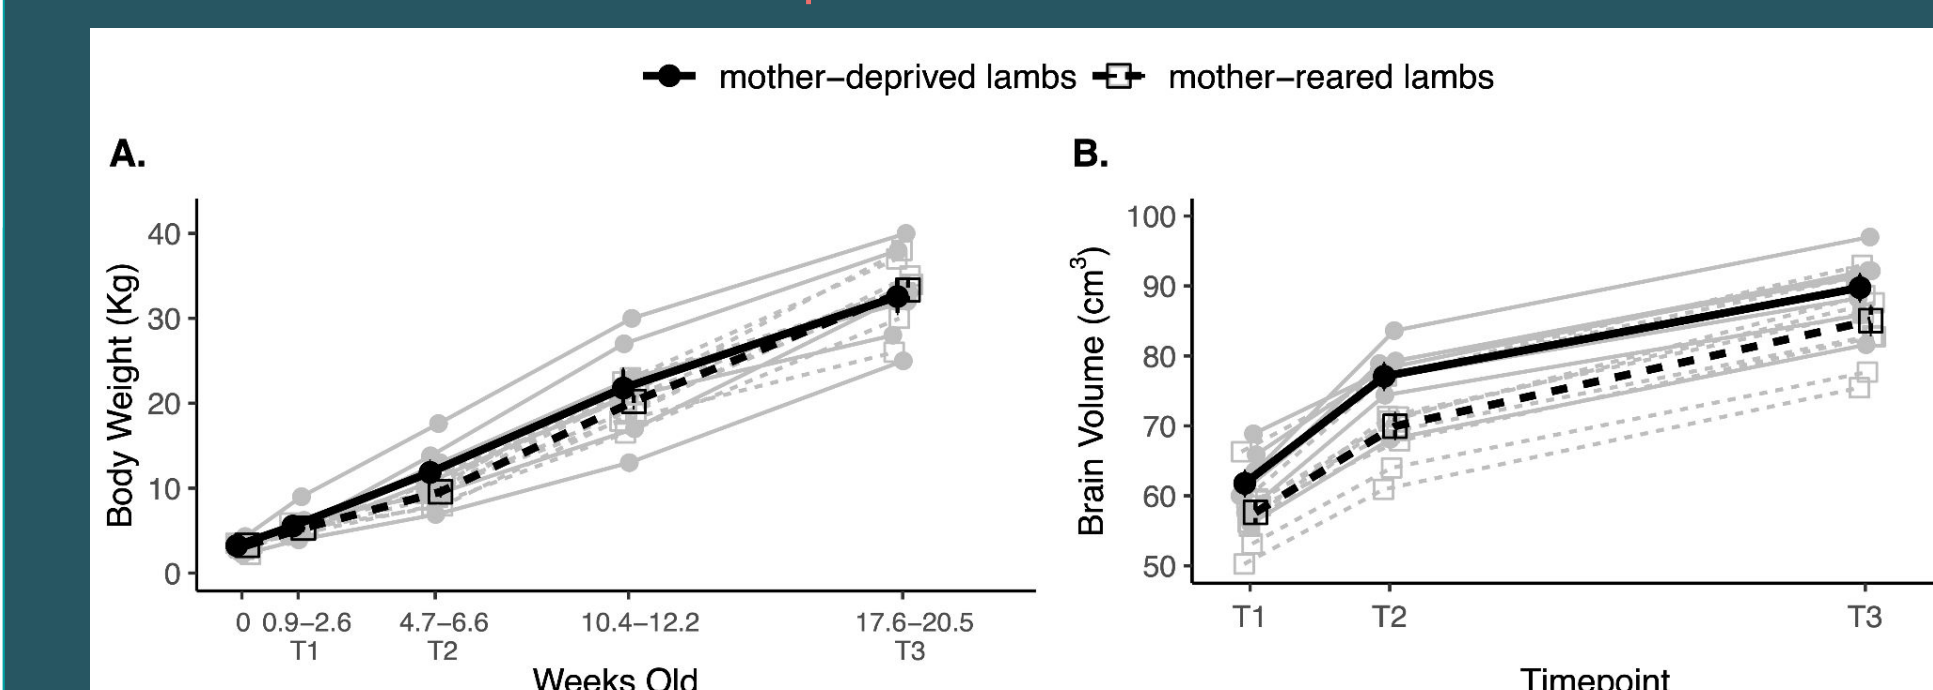 mother–deprived lambs mother–reared lambs
A.
Body Weight (Kg)
40
30
20
10
0
0 0.9–2.6 4.7–6.6 10.4–12.2 17.6–20.5
T1 T2 T3
Weeks Old
B.
Brain Volume (cm³)
100
90
80
70
60
50
T1 T2 T3
Timepoint